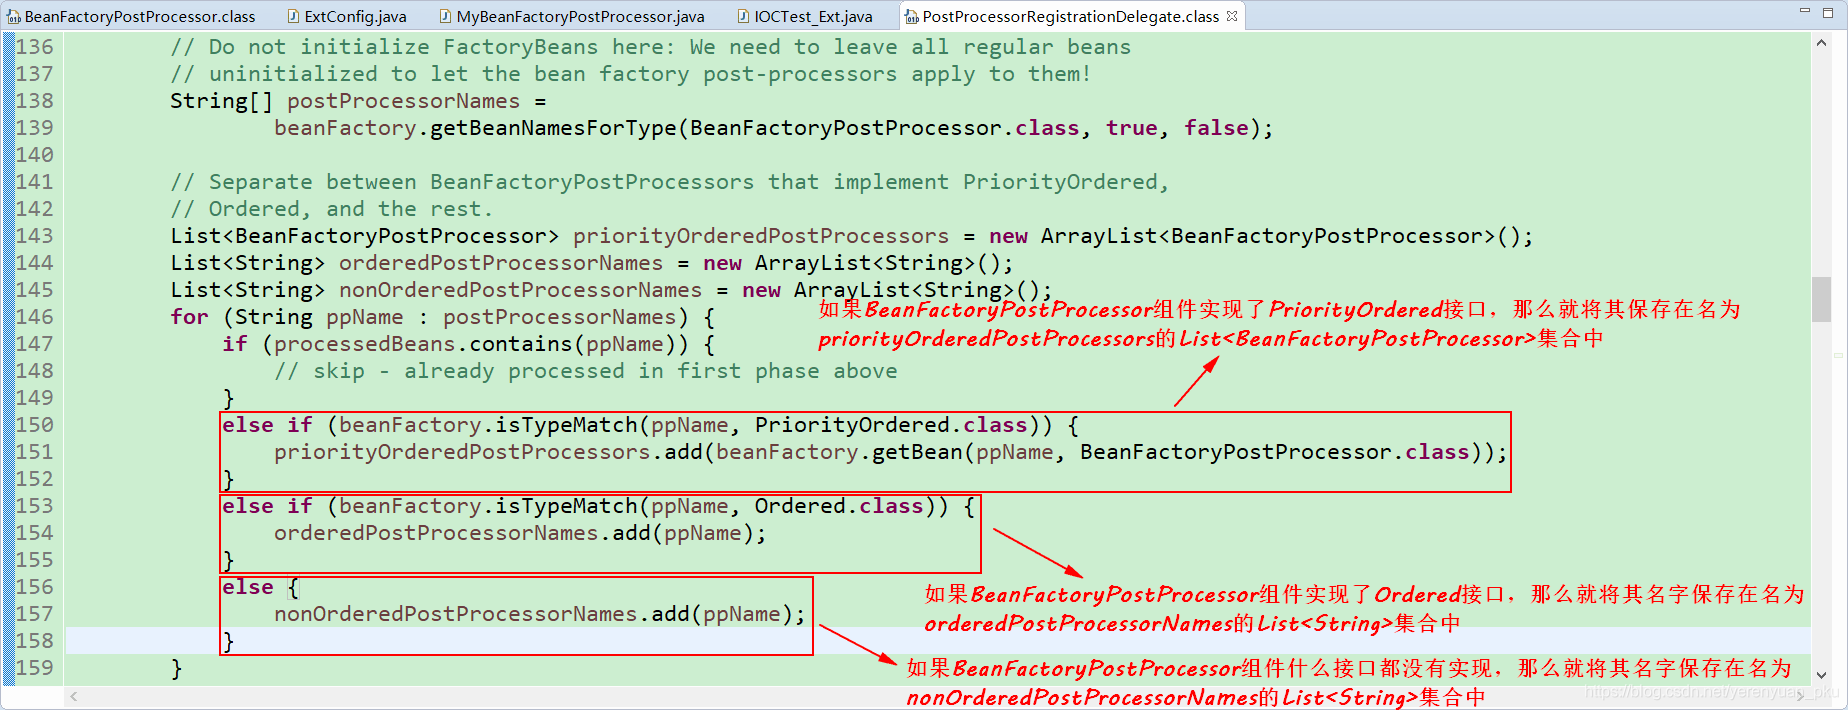 BeanFactoryPostProcessor.class ExtConfig.java MyBeanFactoryPostProcessor.java IOCTest_Ext.java PostProcessorRegistrationDelegate.class
136 // Do not initialize FactoryBeans here: We need to leave all regular beans
137 // uninitialized to let the bean factory post-processors apply to them!
138 String[] postProcessorNames =
139 beanFactory.getBeanNamesForType(BeanFactoryPostProcessor.class, true, false);
140
141 // Separate between BeanFactoryPostProcessors that implement PriorityOrdered,
142 // Ordered, and the rest.
143 List<BeanFactoryPostProcessor> priorityOrderedPostProcessors = new ArrayList<BeanFactoryPostProcessor>();
144 List<String> orderedPostProcessorNames = new ArrayList<String>();
145 List<String> nonOrderedPostProcessorNames = new ArrayList<String>();
如果BeanFactoryPostProcessor组件实现了PriorityOrdered接口，那么就将其保存在名为
146 for (String ppName : postProcessorNames) {
priorityOrderedPostProcessors的List<BeanFactoryPostProcessor>集合中
147 if (processedBeans.contains(ppName)) {
148 // skip - already processed in first phase above
149 }
150 else if (beanFactory.isTypeMatch(ppName, PriorityOrdered.class)) {
151 priorityOrderedPostProcessors.add(beanFactory.getBean(ppName, BeanFactoryPostProcessor.class));
152 }
153 else if (beanFactory.isTypeMatch(ppName, Ordered.class)) {
154 orderedPostProcessorNames.add(ppName);
155 }
156 else {
如果BeanFactoryPostProcessor组件实现了Ordered接口，那么就将其名字保存在名为
157 nonOrderedPostProcessorNames.add(ppName);
orderedPostProcessorNames的List<String>集合中
158 }
159 }
如果BeanFactoryPostProcessor组件什么接口都没有实现，那么就将其名字保存在名为
nonOrderedPostProcessorNames的List<String>集合中
https://blog.csdn.net/yerenyuan_pku